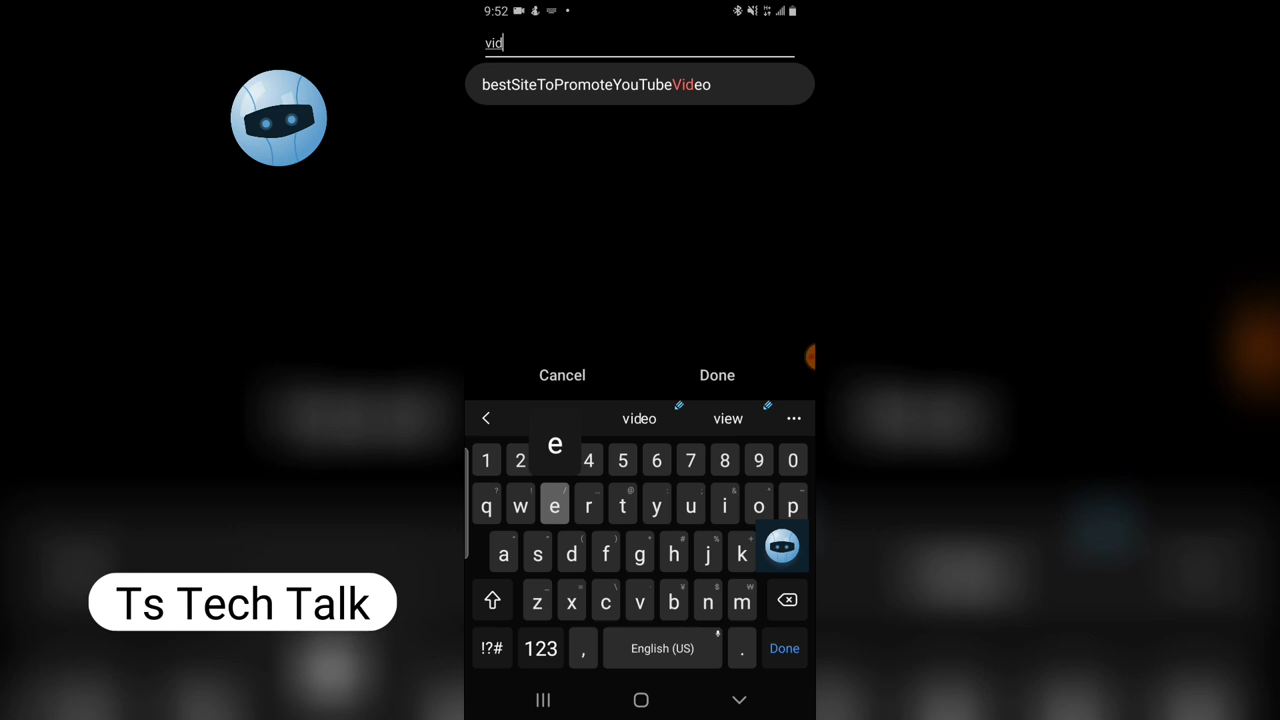 9:52
vid
bestSiteToPromoteYouTubeVideo
Cancel Done
video view
e
1 2 4 5 6 7 8 9 0
q w e r t y u i o p
a s d f g h j k
z x c v b n m
!?# 123 , English (US) . Done
Ts Tech Talk